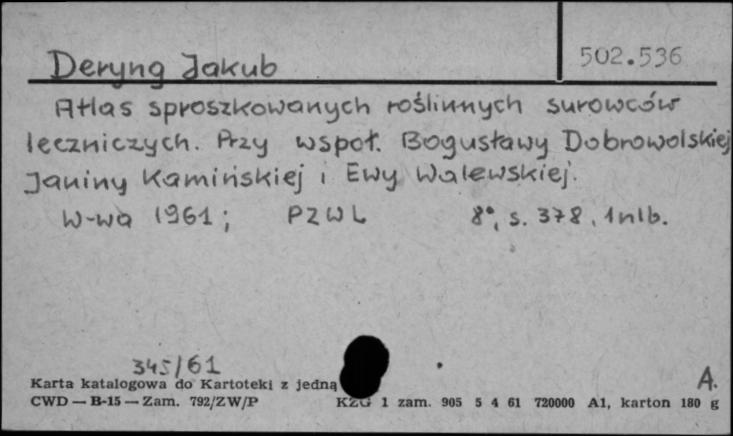 Deryng Jakub
502.536
Atlas sproszkowanych roślinnych surowców
leczniczych. Przy współ. Bogusławy Dobrowolskiej
Janiny Kamińskiej i Ewy Walewskiej.
W-wa 1961; PZWL 8°, s. 378, 1 nlb.
345/61
A.
Karta katalogowa do Kartoteki z jedną
CWD — B-15 — Zam. 792/ZW/P KZG 1 zam. 905 5 4 61 720000 A1, karton 180 g